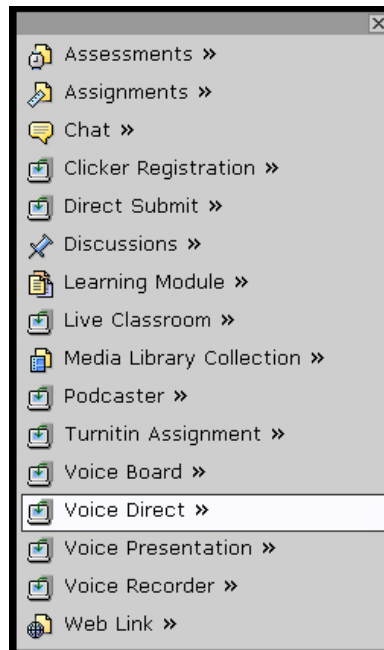 Assessments »
Assignments »
Chat »
Clicker Registration »
Direct Submit »
Discussions »
Learning Module »
Live Classroom »
Media Library Collection »
Podcaster »
Turnitin Assignment »
Voice Board »
Voice Direct »
Voice Presentation »
Voice Recorder »
Web Link »